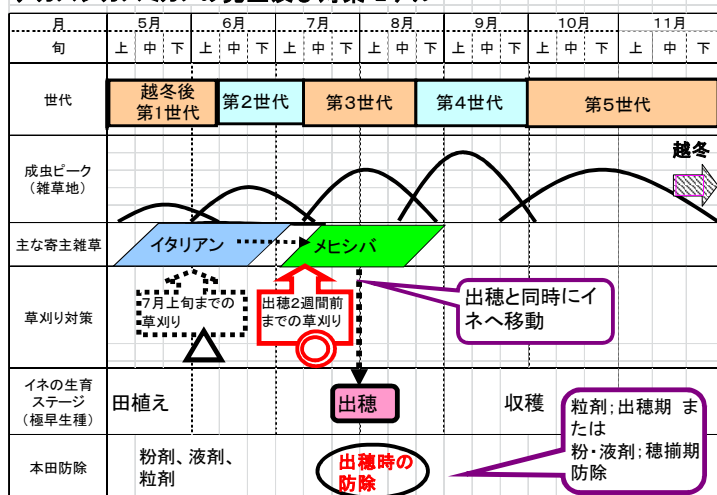 月 5月 6月 7月 8月 9月 10月 11月
旬 上 中 下 上 中 下 上 中 下 上 中 下 上 中 下 上 中 下 上 中 下
世代
越冬後
第1世代
第2世代
第3世代
第4世代
第5世代
成虫ピーク
(雑草地)
越冬
主な寄主雑草
イタリアン
メヒシバ
草刈り対策
7月上旬までの
草刈り
出穂2週間前
までの草刈り
出穂と同時にイ
ネへ移動
イネの生育
ステージ
(極早生種)
田植え
出穂
収穫
本田防除
粉剤、液剤、
粒剤
出穂時の
防除
粒剤;出穂期 ま
たは
粉・液剤;穂揃期
防除